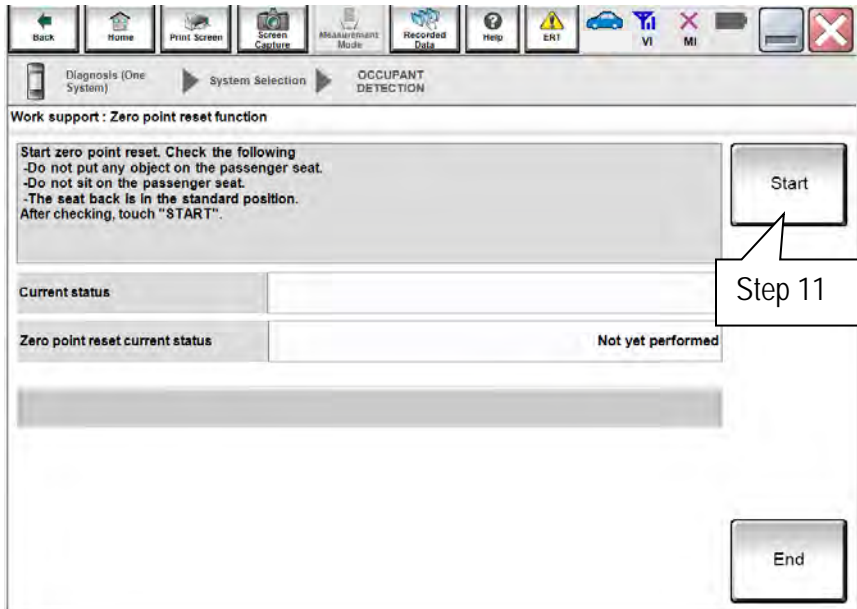 Back
Home
Print Screen
Screen
Capture
Measurement
Mode
Recorded
Data
Help
ERT
VI
MI
Diagnosis (One
System)
System Selection
OCCUPANT
DETECTION
Work support : Zero point reset function
Start zero point reset. Check the following
-Do not put any object on the passenger seat.
-Do not sit on the passenger seat.
-The seat back is in the standard position.
After checking, touch "START".
Start
Step 11
Current status
Zero point reset current status
Not yet performed
End